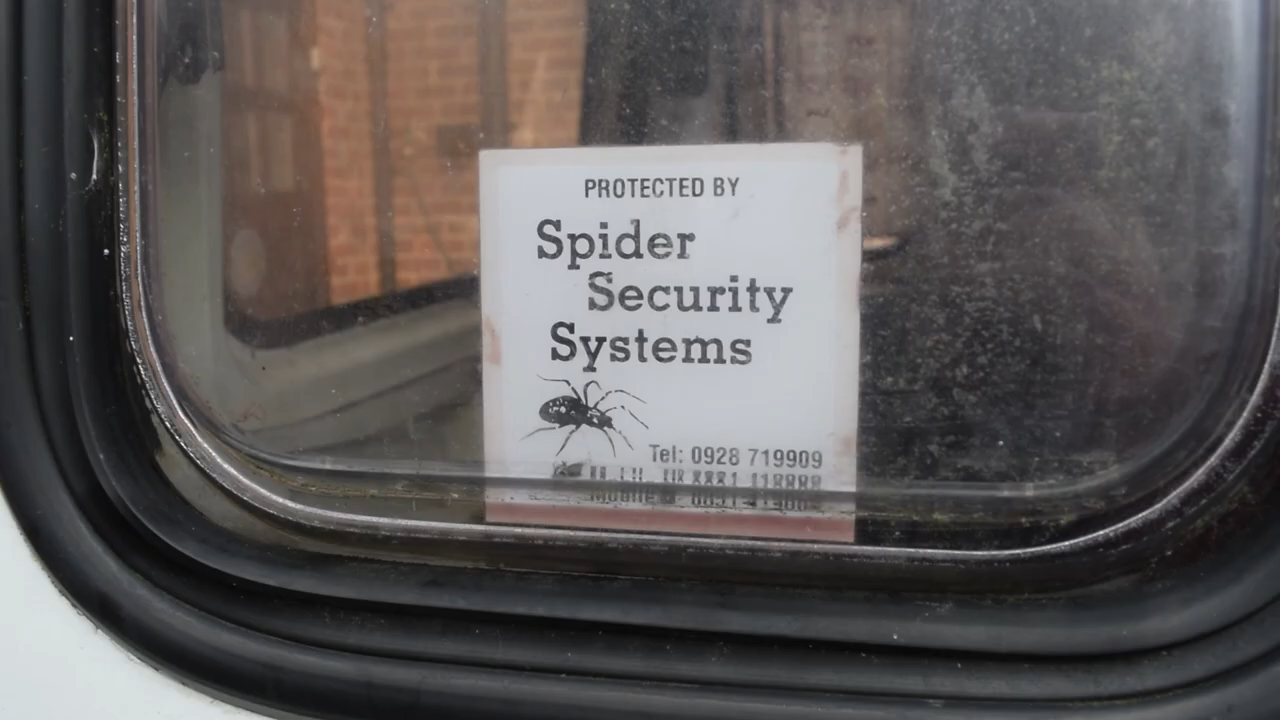 PROTECTED BY
Spider
Security
Systems
Tel: 0928 719909